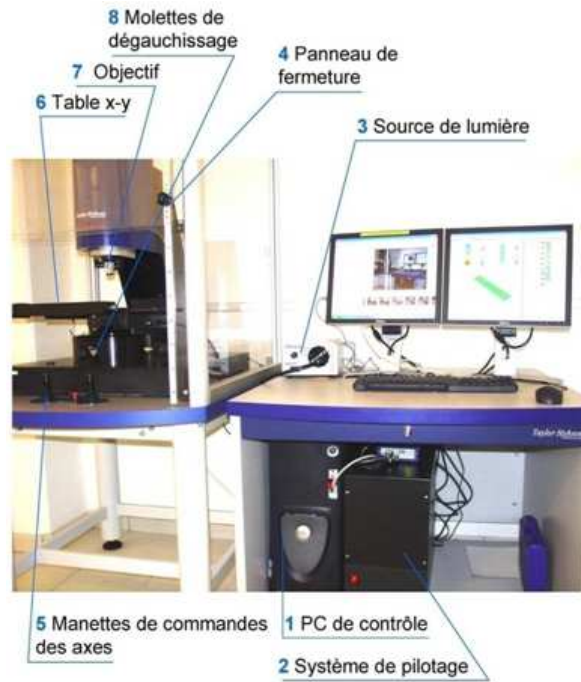 8 Molettes de
dégauchissage
7 Objectif
4 Panneau de
fermeture
6 Table x-y
3 Source de lumière
Taylor Hobson
5 Manettes de commandes
des axes
1 PC de contrôle
2 Système de pilotage